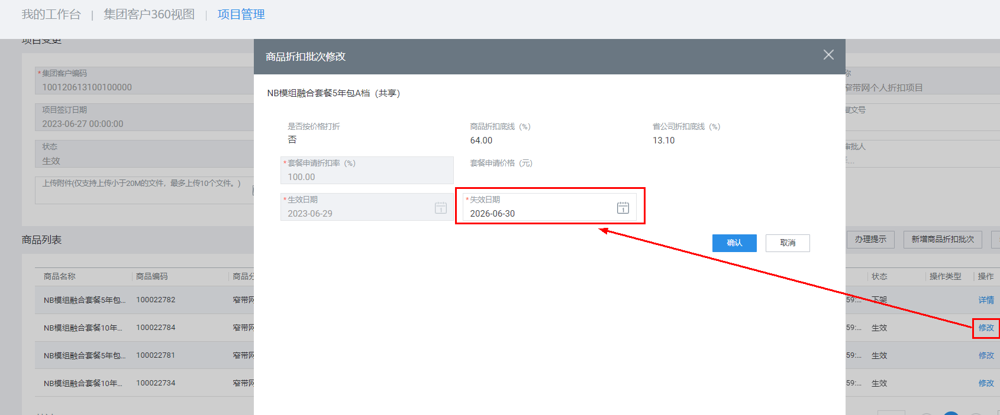 我的工作台 | 集团客户360视图 | 项目管理
项目变更
商品折扣批次修改
NB模组融合套餐5年包A档（共享）
*集团客户编码
100120613100100000
项目签订日期
2023-06-27 00:00:00
状态
生效
上传附件(仅支持上传小于20M的文件，最多上传10个文件。)
是否按价格打折
否
商品折扣底线（%）
64.00
省公司折扣底线（%）
13.10
*套餐申请折扣率（%）
100.00
套餐申请价格（元）
*生效日期
2023-06-29
*失效日期
2026-06-30
确认 取消
称
窄带网个人折扣项目
复文号
审批人
商品列表
办理提示 新增商品折扣批次
商品名称 商品编码 商品分 状态 操作类型 操作
NB模组融合套餐5年包... 100022782 窄带网 59:... 下架 详情
NB模组融合套餐10年... 100022784 窄带网 59:... 生效 修改
NB模组融合套餐5年包... 100022781 窄带网 59:... 生效 修改
NB模组融合套餐10年... 100022734 窄带网 59:... 生效 修改